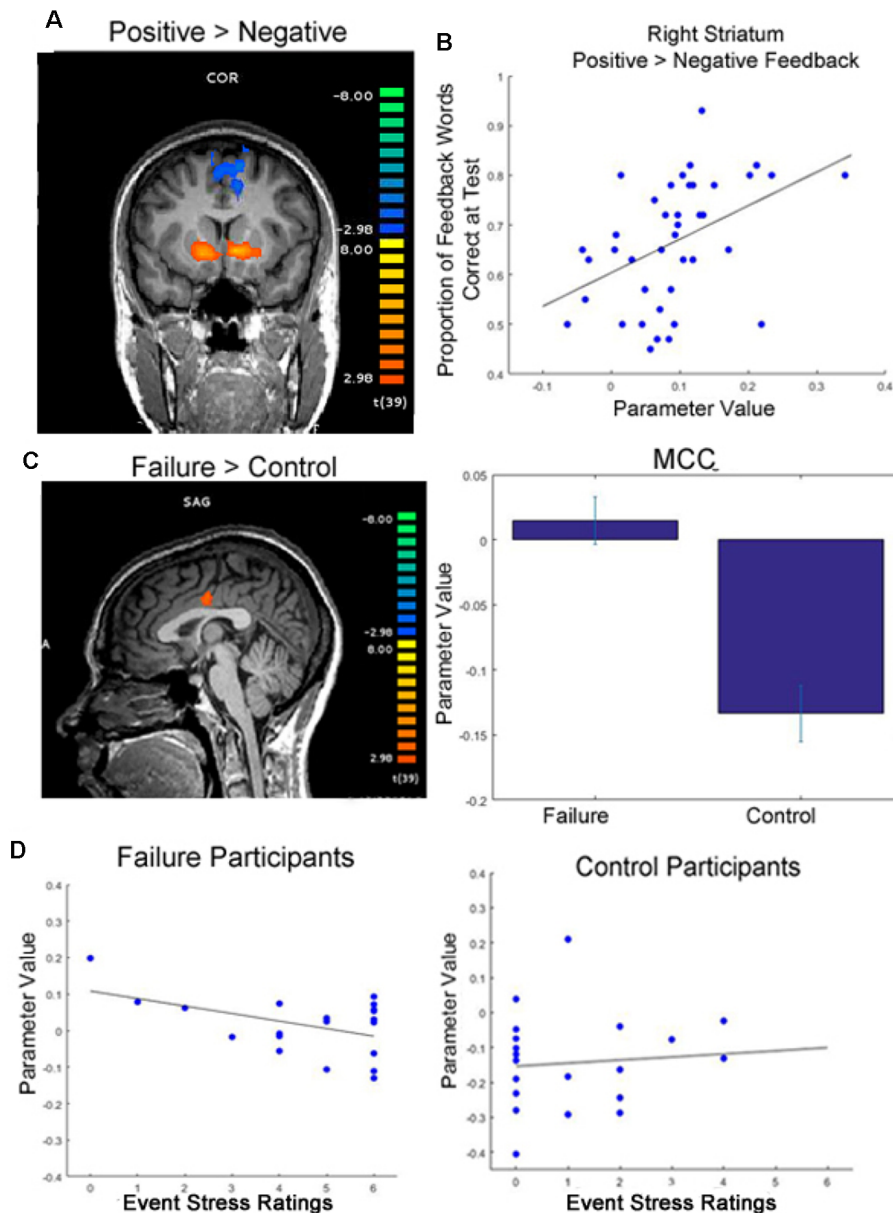 A
Positive > Negative
COR
-8.00
-2.98
8.00
2.98
t(39)
B
Right Striatum
Positive > Negative Feedback
Proportion of Feedback Words
Correct at Test
1
0.9
0.8
0.7
0.6
0.5
0.4
-0.1
0
0.1
0.2
0.3
0.4
Parameter Value
C
Failure > Control
SAG
A
-8.00
-2.98
8.00
2.98
t(39)
MCC
Parameter Value
0.05
0
-0.05
-0.1
-0.15
-0.2
Failure
Control
D
Failure Participants
Parameter Value
0.4
0.3
0.2
0.1
0
-0.1
-0.2
-0.3
-0.4
0
1
2
3
4
5
6
Event Stress Ratings
Control Participants
Parameter Value
0.4
0.3
0.2
0.1
0
-0.1
-0.2
-0.3
-0.4
0
1
2
3
4
5
6
Event Stress Ratings